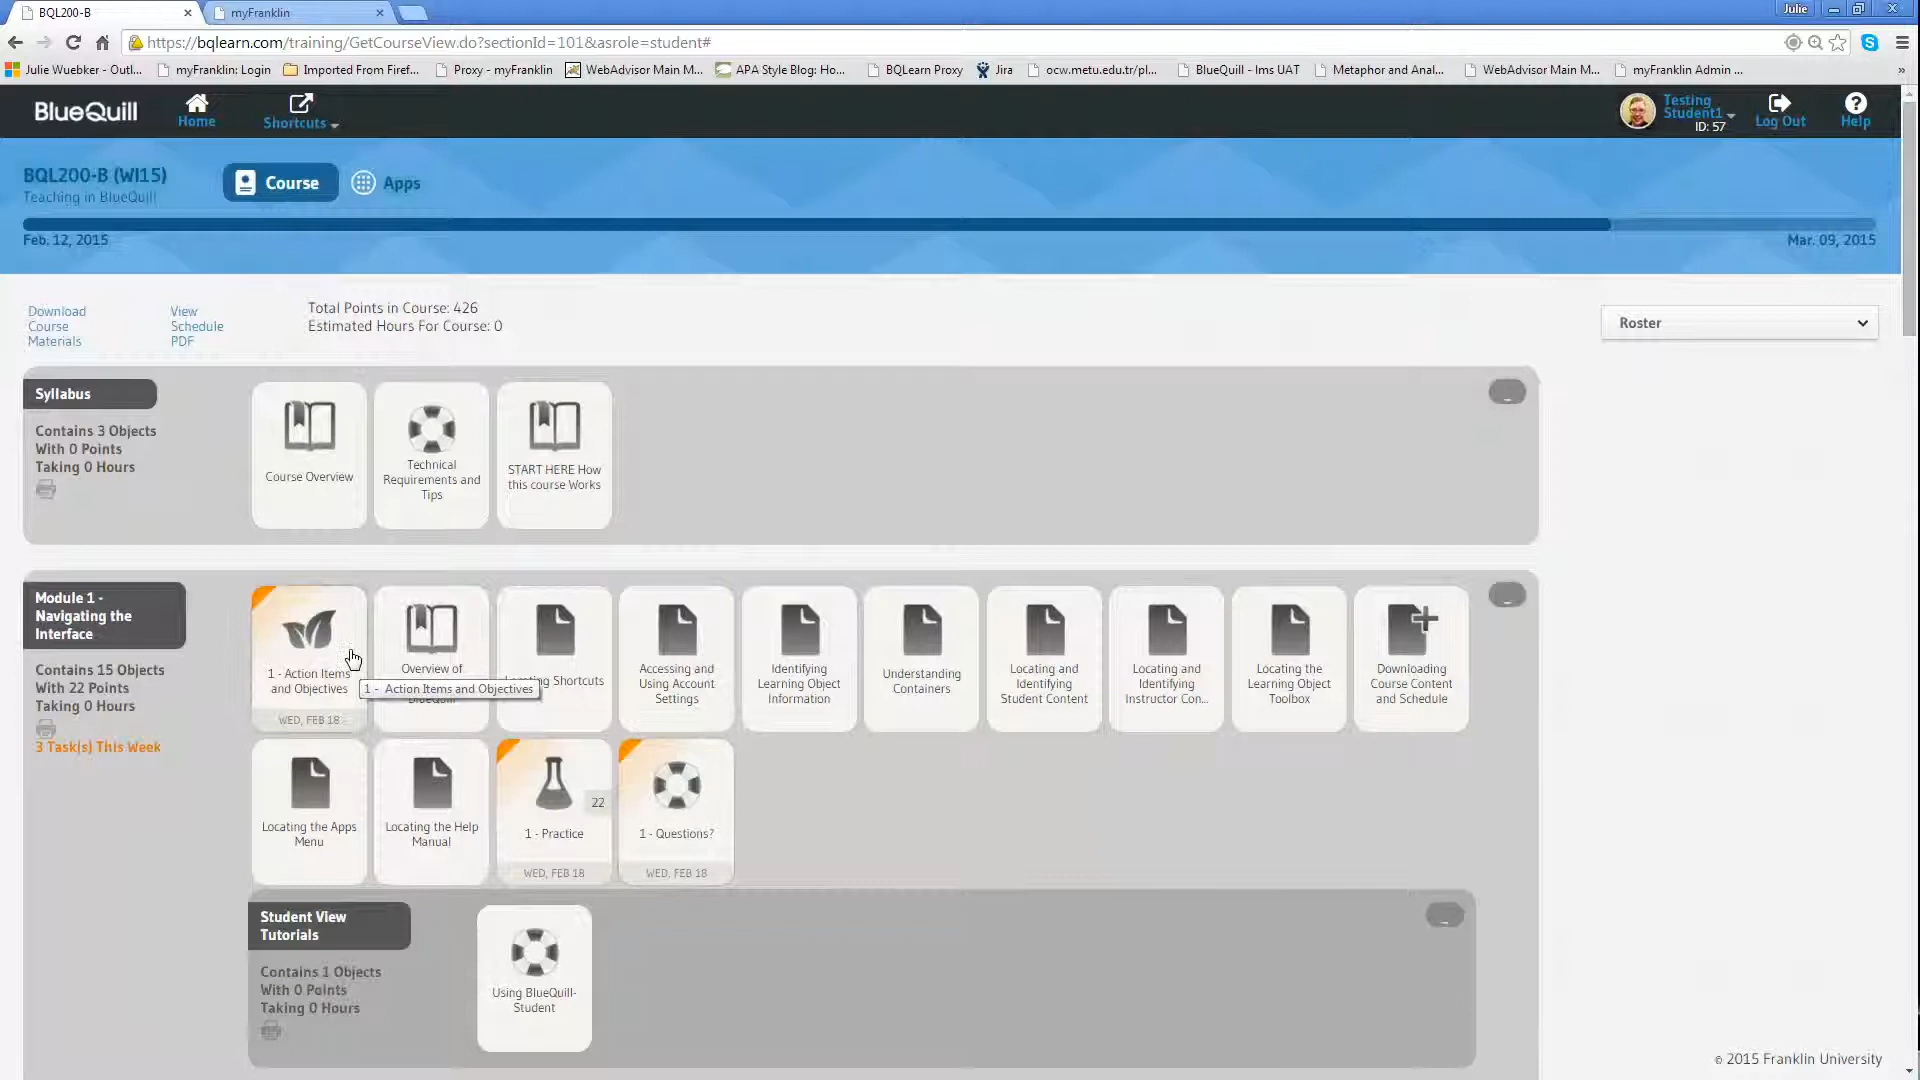 BQL200-B
myFranklin
Julie
https://bqlearn.com/training/GetCourseView.do?sectionId=101&asrole=student#
Julie Wuebker - Outl...
myFranklin: Login
Imported From Firef...
Proxy - myFranklin
WebAdvisor Main M...
APA Style Blog: Ho...
BQLearn Proxy
Jira
ocw.metu.edu.tr/pl...
BlueQuill - Ims UAT
Metaphor and Anal...
WebAdvisor Main M...
myFranklin Admin ...
»
BlueQuill
Home
Shortcuts
Testing
Student1
ID: 57
Log Out
Help
BQL200-B (WI15)
Teaching in BlueQuill
Course
Apps
Feb. 12, 2015
Mar. 09, 2015
Download
Course
Materials
View
Schedule
PDF
Total Points in Course: 426
Estimated Hours For Course: 0
Roster
Syllabus
Contains 3 Objects
With 0 Points
Taking 0 Hours
Course Overview
Technical
Requirements and
Tips
START HERE How
this course Works
Module 1 -
Navigating the
Interface
Contains 15 Objects
With 22 Points
Taking 0 Hours
3 Task(s) This Week
1 - Action Items
and Objectives
WED, FEB 18
1 - Action Items and Objectives
Overview of
ng Shortcuts
Accessing and
Using Account
Settings
Identifying
Learning Object
Information
Understanding
Containers
Locating and
Identifying
Student Content
Locating and
Identifying
Instructor Con...
Locating the
Learning Object
Toolbox
Downloading
Course Content
and Schedule
Locating the Apps
Menu
Locating the Help
Manual
22
1 - Practice
WED, FEB 18
1 - Questions?
WED, FEB 18
Student View
Tutorials
Contains 1 Objects
With 0 Points
Taking 0 Hours
Using BlueQuill-
Student
© 2015 Franklin University